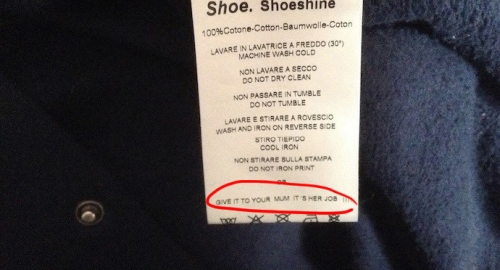 Shoe. Shoeshine
100%Cotone-Cotton-Baumwolle-Coton
LAVARE IN LAVATRICE A FREDDO (30°)
MACHINE WASH COLD
NON LAVARE A SECCO
DO NOT DRY CLEAN
NON PASSARE IN TUMBLE
DO NOT TUMBLE
LAVARE E STIRARE A ROVESCIO
WASH AND IRON ON REVERSE SIDE
STIRO TIEPIDO
COOL IRON
NON STIRARE SULLA STAMPA
DO NOT IRON PRINT
OR
GIVE IT TO YOUR MUM IT'S HER JOB !!!